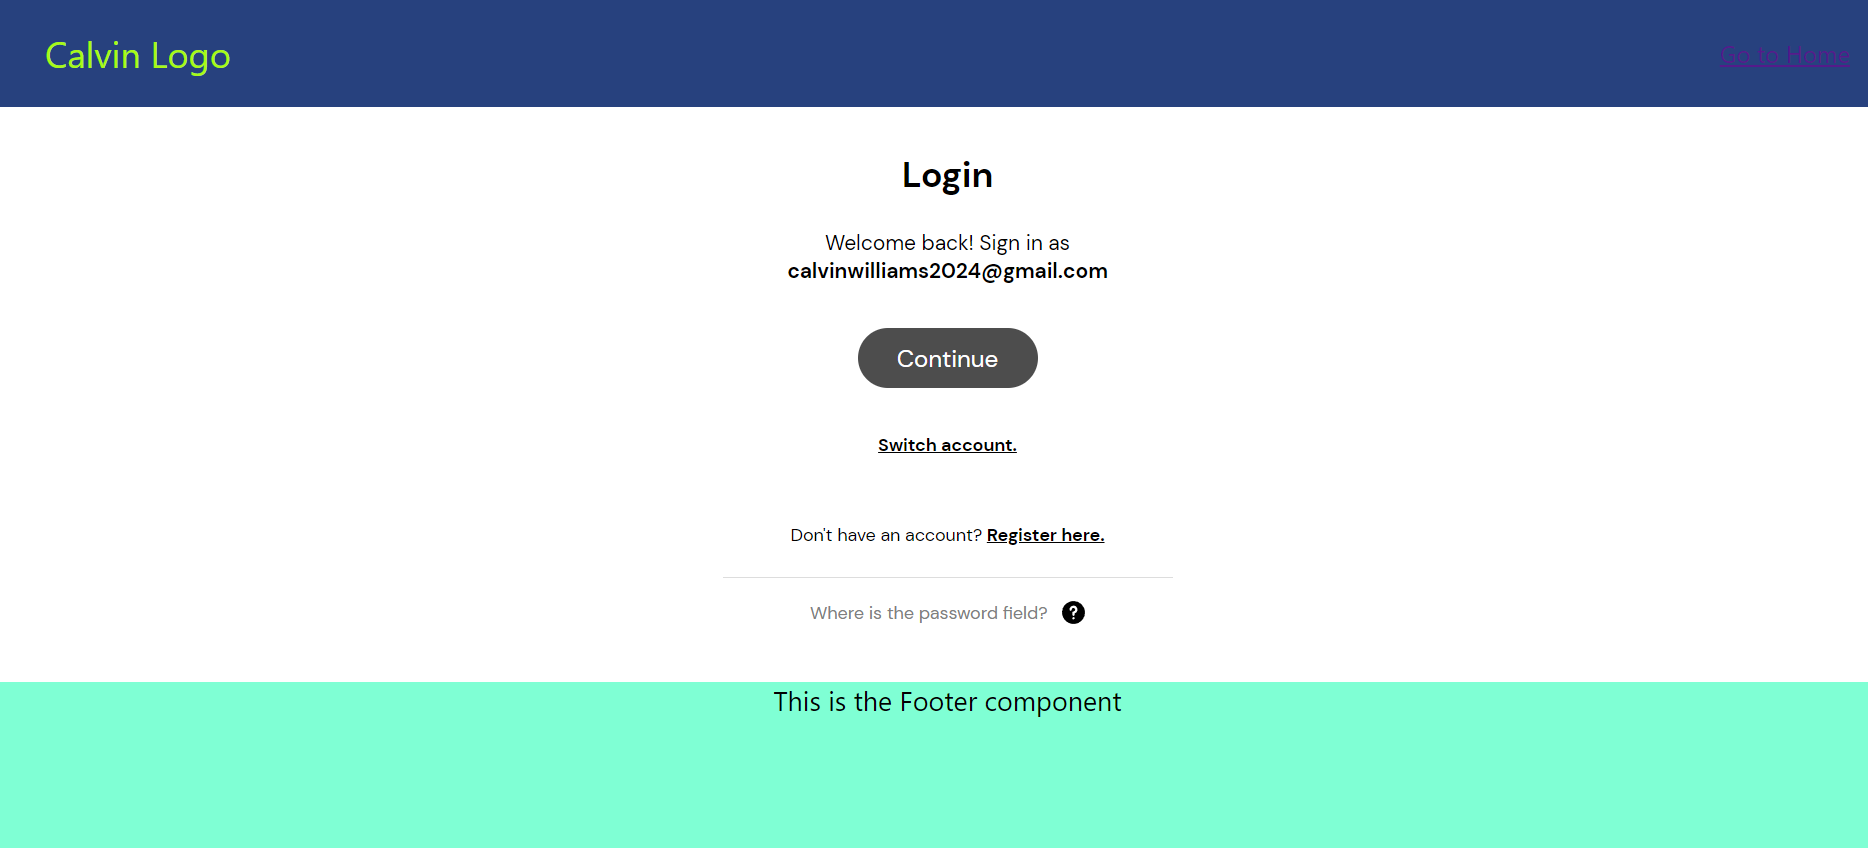 Calvin Logo
Go to Home
Login
Welcome back! Sign in as
calvinwilliams2024@gmail.com
Continue
Switch account.
Don't have an account? Register here.
Where is the password field? ?
This is the Footer component